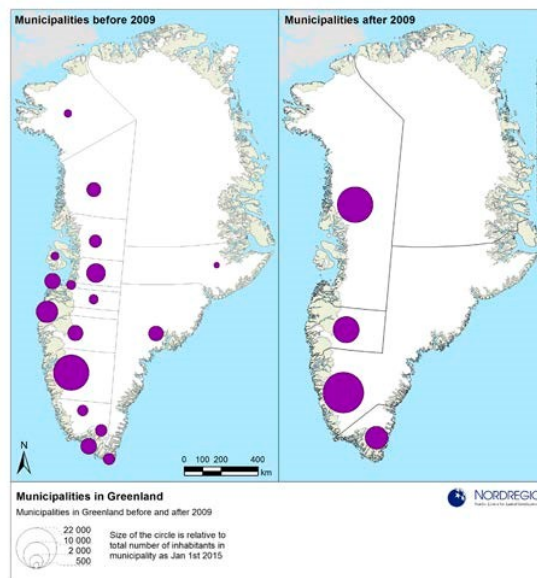 Municipalities before 2009
Municipalities after 2009
N
0 100 200 400
km
Municipalities in Greenland
Municipalities in Greenland before and after 2009
NORDREGIO
22 000
10 000
2 000
500
Size of the circle is relative to
total number of inhabitants in
municipality as Jan 1st 2015